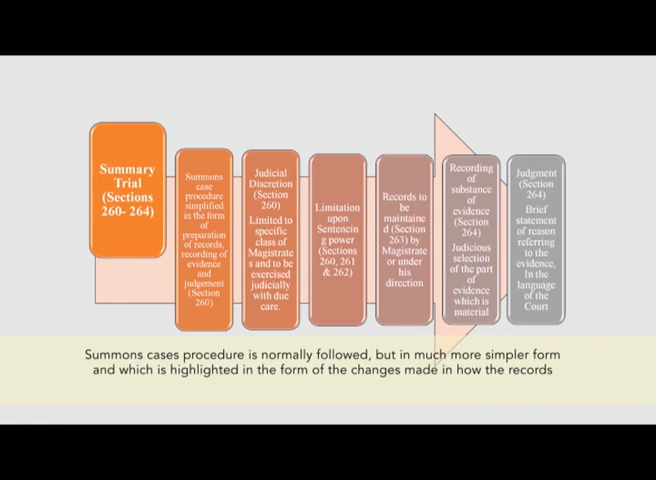 Summary
Trial
(Sections
260- 264)
Summons
case
procedure
simplified
in the form
of
preparation
of records,
recording of
evidence
and
judgement
(Section
260)
Judicial
Discretion
(Section
260)
Limited to
specific
class of
Magistrate
s and to be
exercised
judicially
with due
care.
Limitation
upon
Sentencin
g power
(Sections
260, 261
& 262)
Records to
be
maintaine
d (Section
263) by
Magistrate
or under
his
direction
Recording
of
substance
of
evidence
(Section
264)
Judicious
selection
of the part
of
evidence
which is
material
Judgment
(Section
264)
Brief
statement
of reason
referring
to the
evidence,
In the
language
of the
Court
Summons cases procedure is normally followed, but in much more simpler form
and which is highlighted in the form of the changes made in how the records